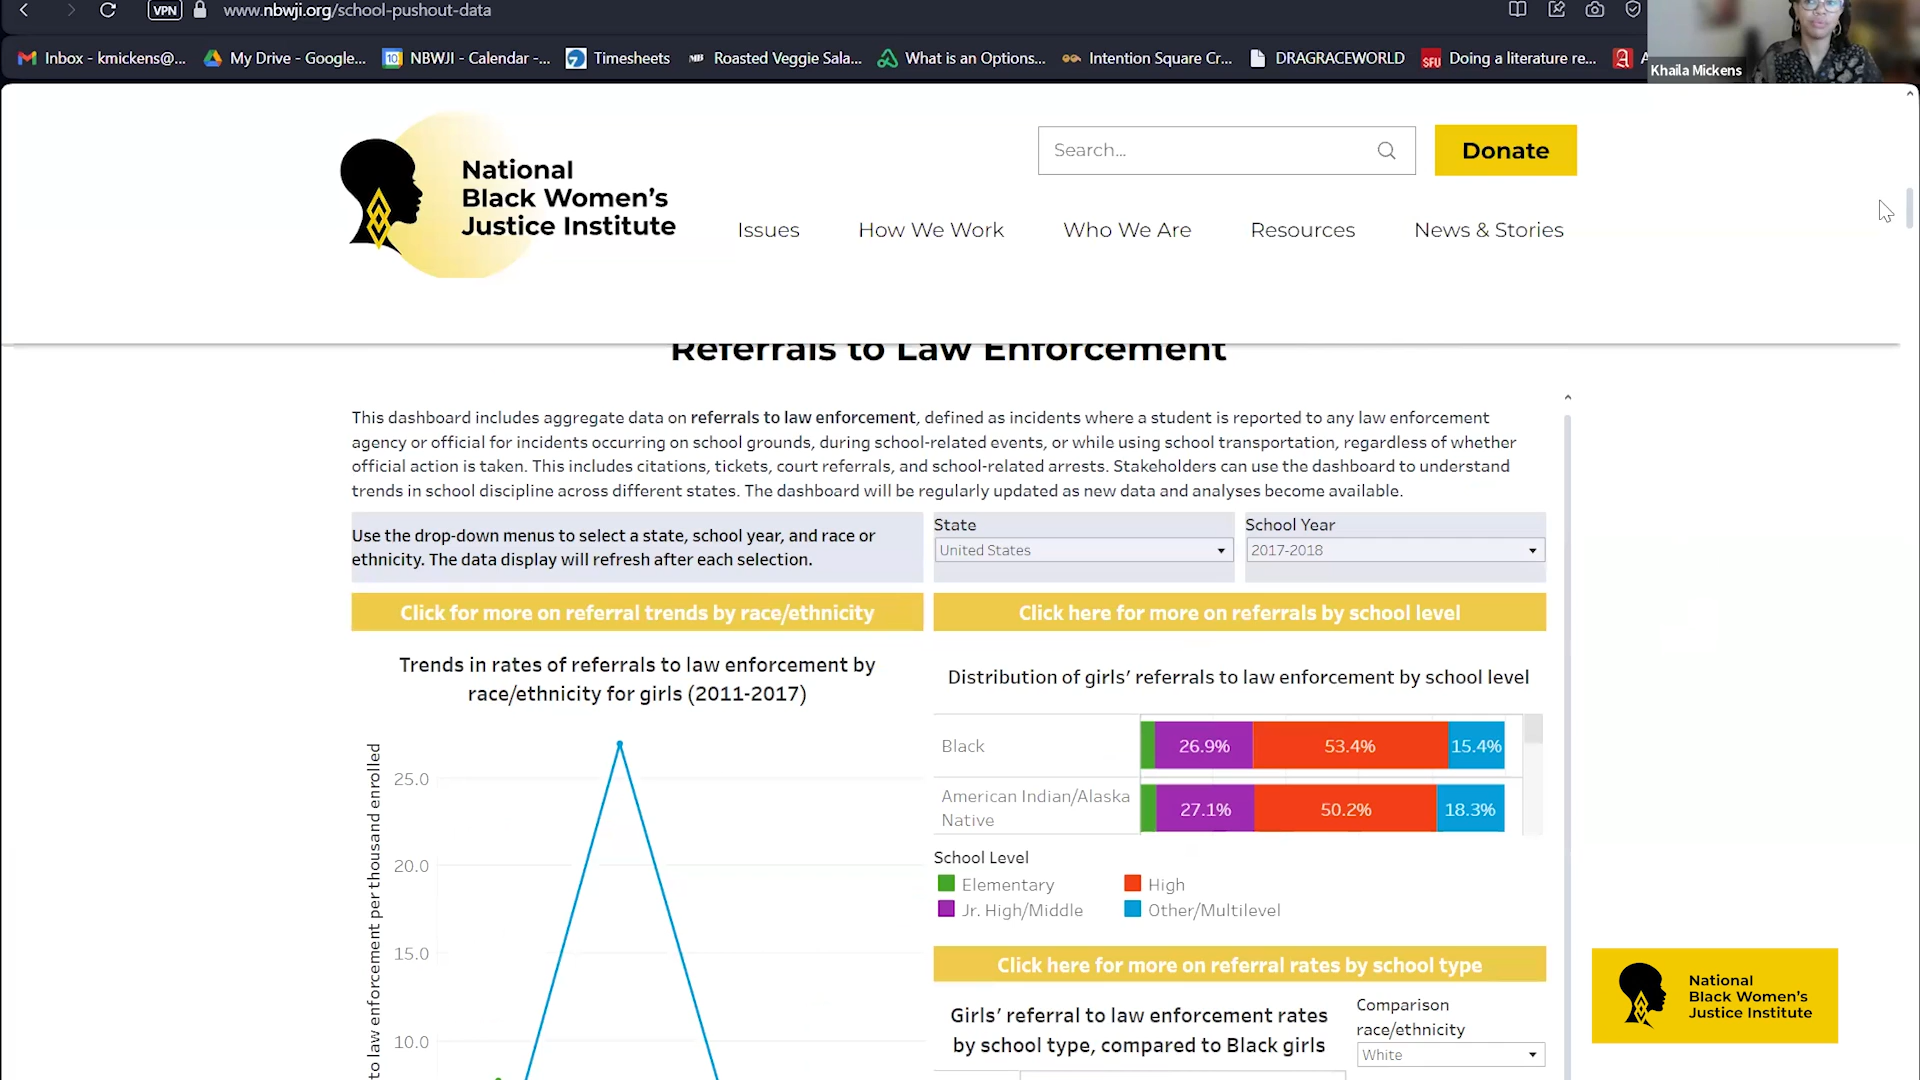 VPN
www.nbwji.org/school-pushout-data
Inbox - kmickens@...
My Drive - Google...
10
NBWJI - Calendar -...
Timesheets
MB
Roasted Veggie Sala...
What is an Options...
Intention Square Cr...
DRAGRACEWORLD
SFU
Doing a literature re...
Khaila Mickens
National
Black Women's
Justice Institute
Search...
Donate
Issues
How We Work
Who We Are
Resources
News & Stories
Referrals to Law Enforcement
This dashboard includes aggregate data on referrals to law enforcement, defined as incidents where a student is reported to any law enforcement
agency or official for incidents occurring on school grounds, during school-related events, or while using school transportation, regardless of whether
official action is taken. This includes citations, tickets, court referrals, and school-related arrests. Stakeholders can use the dashboard to understand
trends in school discipline across different states. The dashboard will be regularly updated as new data and analyses become available.
Use the drop-down menus to select a state, school year, and race or
ethnicity. The data display will refresh after each selection.
State
United States
School Year
2017-2018
Click for more on referral trends by race/ethnicity
Click here for more on referrals by school level
Trends in rates of referrals to law enforcement by
race/ethnicity for girls (2011-2017)
to law enforcement per thousand enrolled
25.0
20.0
15.0
10.0
Distribution of girls' referrals to law enforcement by school level
Black
26.9%
53.4%
15.4%
American Indian/Alaska
Native
27.1%
50.2%
18.3%
School Level
Elementary
High
Jr. High/Middle
Other/Multilevel
Click here for more on referral rates by school type
Girls' referral to law enforcement rates
by school type, compared to Black girls
Comparison
race/ethnicity
White
National
Black Women's
Justice Institute